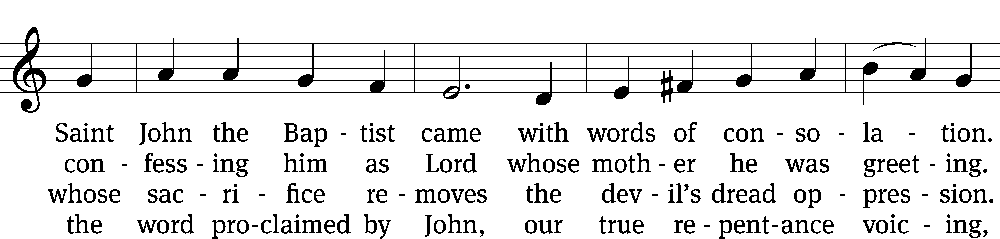 Saint John the Bap - tist came with words of con - so - la - tion.
con - fess - ing him as Lord whose moth - er he was greet - ing.
whose sac - ri - fice re - moves the dev - il’s dread op - pres - sion.
the word pro - claimed by John, our true re - pent - ance voic - ing,